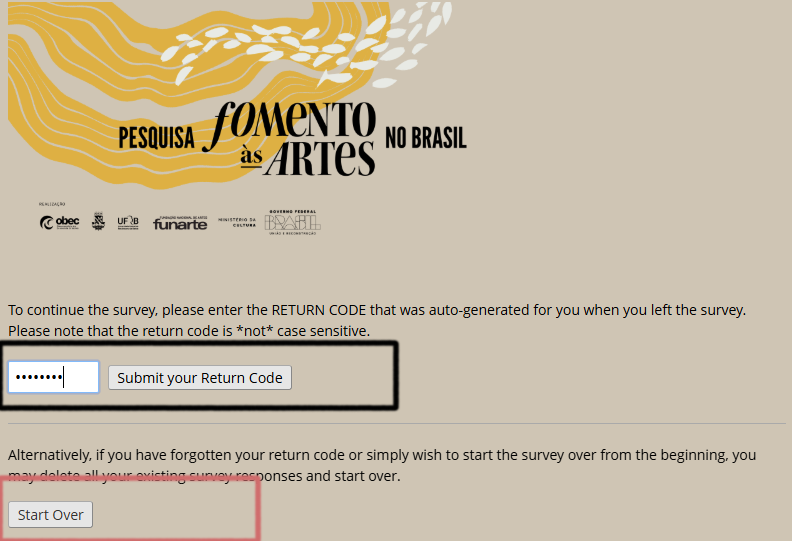 PESQUISA fOMENTO às ARTES NO BRASIL
REALIZAÇÃO
obec
UFRB
FUNDAÇÃO NACIONAL DE ARTES
funarte
MINISTÉRIO DA
CULTURA
GOVERNO FEDERAL
BRASIL
UNIÃO E RECONSTRUÇÃO
To continue the survey, please enter the RETURN CODE that was auto-generated for you when you left the survey.
Please note that the return code is *not* case sensitive.
••••••••
Submit your Return Code
Alternatively, if you have forgotten your return code or simply wish to start the survey over from the beginning, you
may delete all your existing survey responses and start over.
Start Over